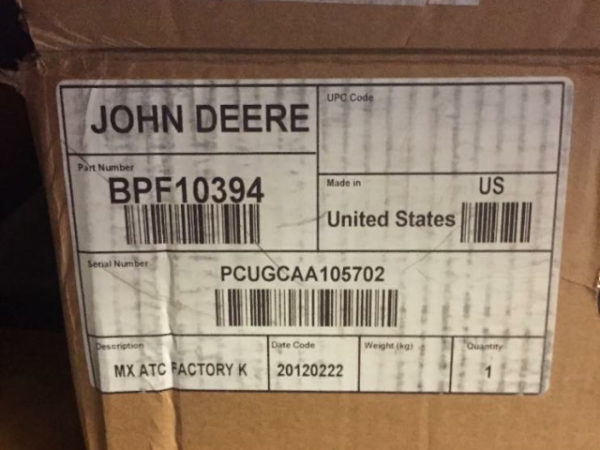 JOHN DEERE
UPC Code
Part Number
BPF10394
Made in
US
United States
Serial Number
PCUGCAA105702
Description
MX ATC FACTORY K
Date Code
20120222
Weight (kg)
Quantity
1